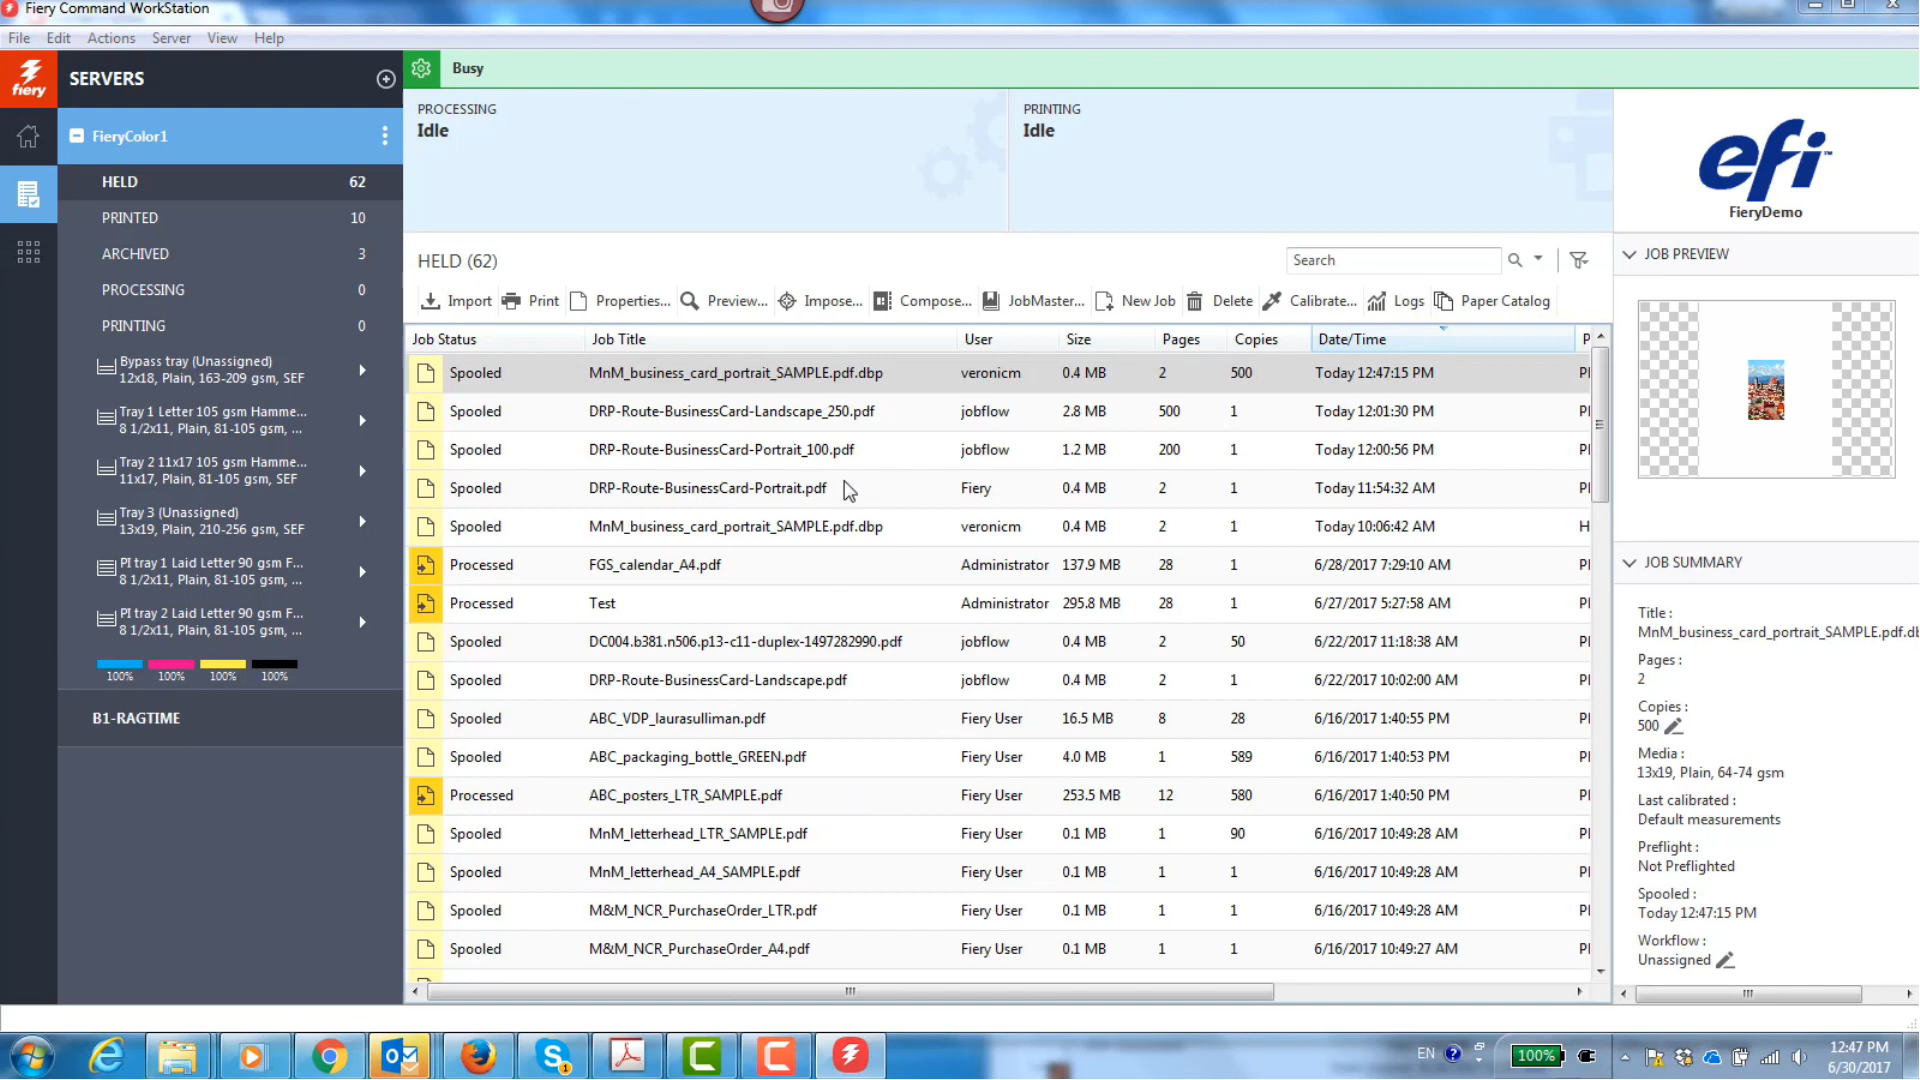 Fiery Command WorkStation
File Edit Actions Server View Help
fiery
SERVERS
Busy
FieryColor1
PROCESSING
Idle
PRINTING
Idle
efi™
FieryDemo
HELD 62
PRINTED 10
ARCHIVED 3
PROCESSING 0
PRINTING 0
Bypass tray (Unassigned)
12x18, Plain, 163-209 gsm, SEF
Tray 1 Letter 105 gsm Hamme...
8 1/2x11, Plain, 81-105 gsm, ...
Tray 2 11x17 105 gsm Hamme...
11x17, Plain, 81-105 gsm, SEF
Tray 3 (Unassigned)
13x19, Plain, 210-256 gsm, SEF
PI tray 1 Laid Letter 90 gsm F...
8 1/2x11, Plain, 81-105 gsm, ...
PI tray 2 Laid Letter 90 gsm F...
8 1/2x11, Plain, 81-105 gsm, ...
100% 100% 100% 100%
B1-RAGTIME
HELD (62)
Search
Import Print Properties... Preview... Impose... Compose... JobMaster... New Job Delete Calibrate... Logs Paper Catalog
Job Status Job Title User Size Pages Copies Date/Time P
Spooled MnM_business_card_portrait_SAMPLE.pdf.dbp veronicm 0.4 MB 2 500 Today 12:47:15 PM Pl
Spooled DRP-Route-BusinessCard-Landscape_250.pdf jobflow 2.8 MB 500 1 Today 12:01:30 PM Pl
Spooled DRP-Route-BusinessCard-Portrait_100.pdf jobflow 1.2 MB 200 1 Today 12:00:56 PM Pl
Spooled DRP-Route-BusinessCard-Portrait.pdf Fiery 0.4 MB 2 1 Today 11:54:32 AM Pl
Spooled MnM_business_card_portrait_SAMPLE.pdf.dbp veronicm 0.4 MB 2 1 Today 10:06:42 AM H
Processed FGS_calendar_A4.pdf Administrator 137.9 MB 28 1 6/28/2017 7:29:10 AM Pl
Processed Test Administrator 295.8 MB 28 1 6/27/2017 5:27:58 AM Pl
Spooled DC004.b381.n506.p13-c11-duplex-1497282990.pdf jobflow 0.4 MB 2 50 6/22/2017 11:18:38 AM Pl
Spooled DRP-Route-BusinessCard-Landscape.pdf jobflow 0.4 MB 2 1 6/22/2017 10:02:00 AM Pl
Spooled ABC_VDP_laurasulliman.pdf Fiery User 16.5 MB 8 28 6/16/2017 1:40:55 PM Pl
Spooled ABC_packaging_bottle_GREEN.pdf Fiery User 4.0 MB 1 589 6/16/2017 1:40:53 PM Pl
Processed ABC_posters_LTR_SAMPLE.pdf Fiery User 253.5 MB 12 580 6/16/2017 1:40:50 PM Pl
Spooled MnM_letterhead_LTR_SAMPLE.pdf Fiery User 0.1 MB 1 90 6/16/2017 10:49:28 AM Pl
Spooled MnM_letterhead_A4_SAMPLE.pdf Fiery User 0.1 MB 1 1 6/16/2017 10:49:28 AM Pl
Spooled M&M_NCR_PurchaseOrder_LTR.pdf Fiery User 0.1 MB 1 1 6/16/2017 10:49:28 AM Pl
Spooled M&M_NCR_PurchaseOrder_A4.pdf Fiery User 0.1 MB 1 1 6/16/2017 10:49:27 AM Pl
JOB PREVIEW
JOB SUMMARY
Title :
MnM_business_card_portrait_SAMPLE.pdf.db
Pages :
2
Copies :
500
Media :
13x19, Plain, 64-74 gsm
Last calibrated :
Default measurements
Preflight :
Not Preflighted
Spooled :
Today 12:47:15 PM
Workflow :
Unassigned
EN
100%
12:47 PM
6/30/2017